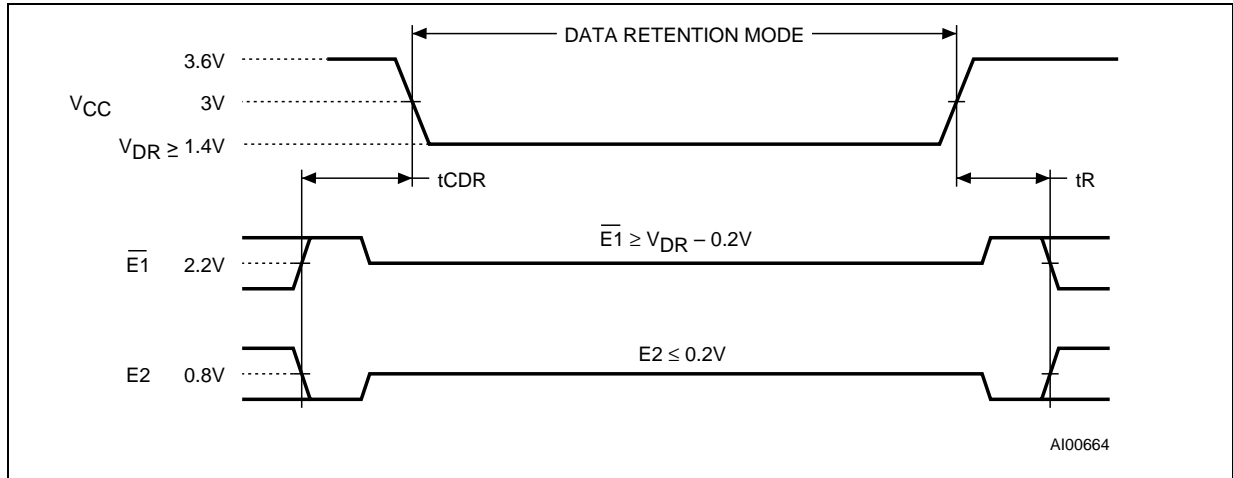 DATA RETENTION MODE
3.6V
VCC 3V
VDR ≥ 1.4V
tCDR
tR
E1 ≥ VDR – 0.2V
E1 2.2V
E2 ≤ 0.2V
E2 0.8V
AI00664